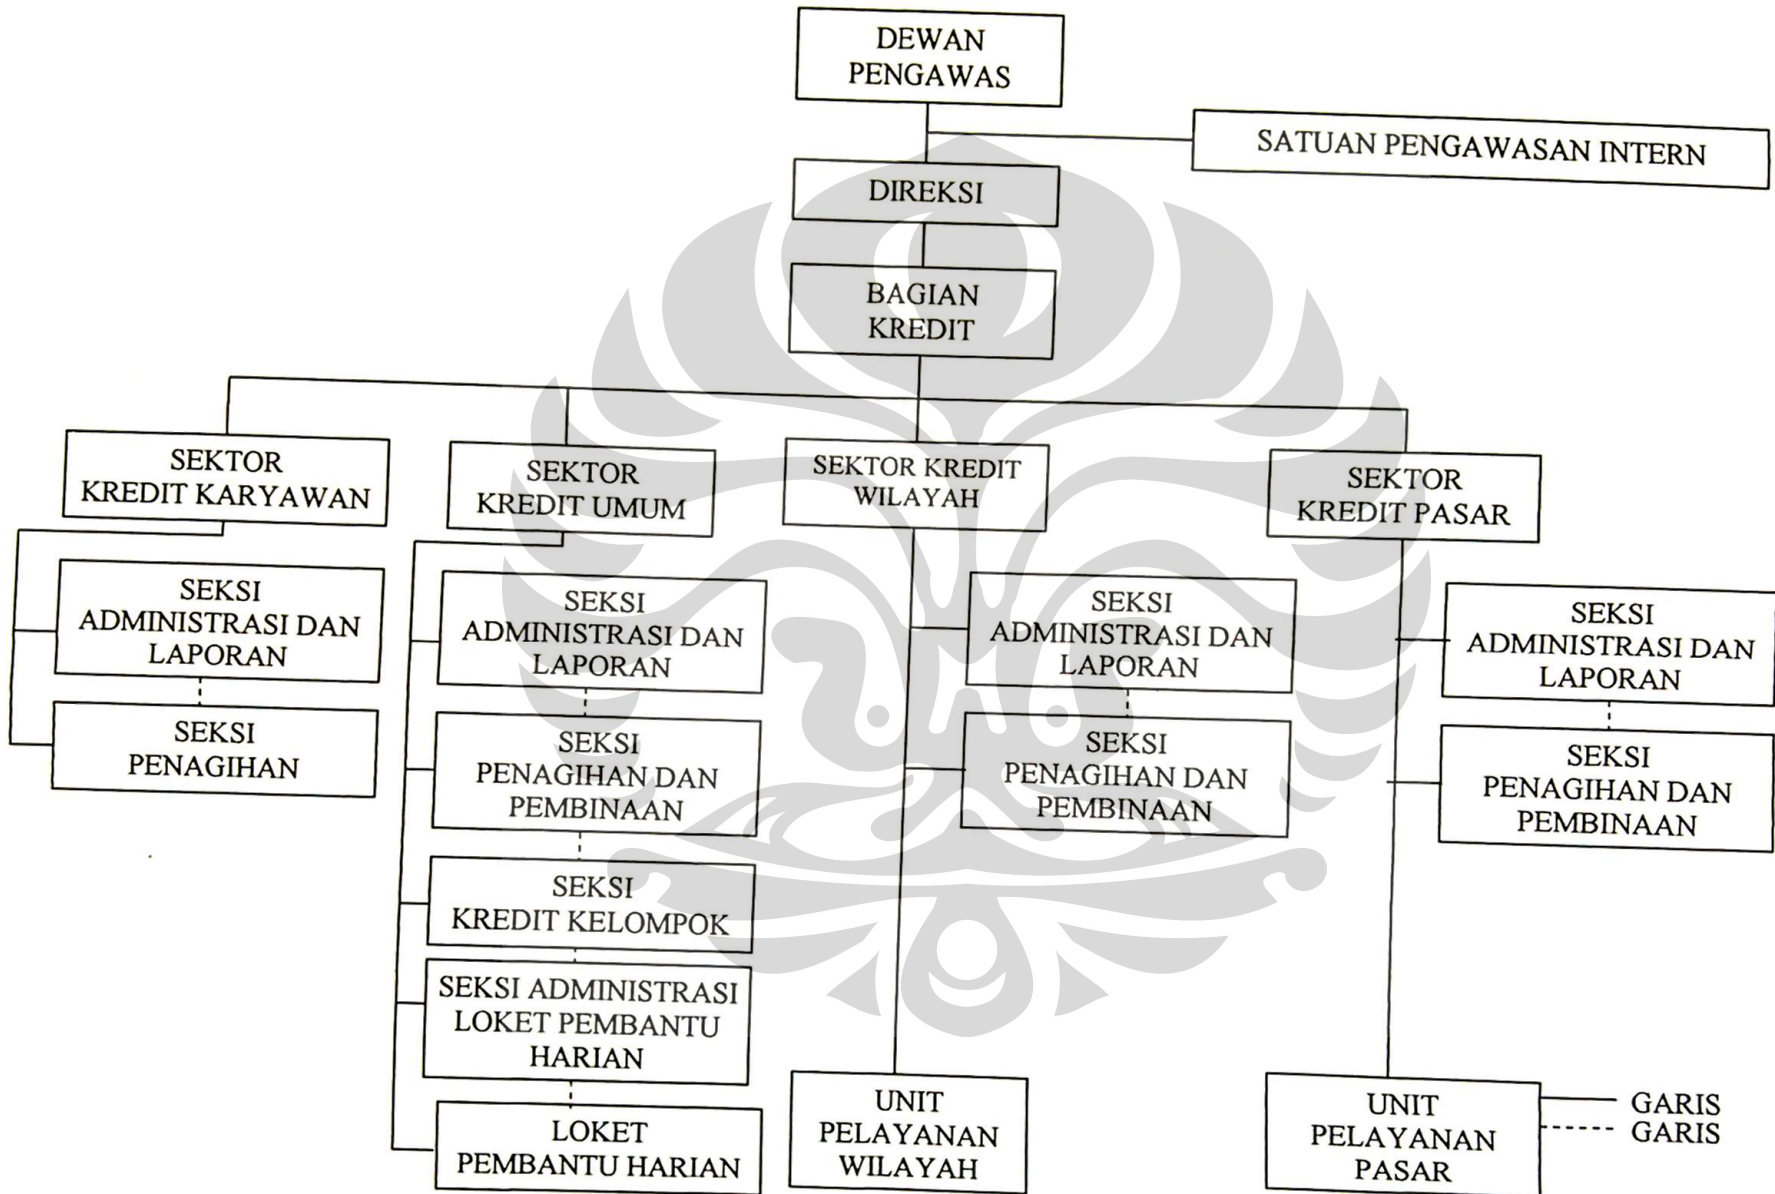 DEWAN
PENGAWAS
SATUAN PENGAWASAN INTERN
DIREKSI
BAGIAN
KREDIT
SEKTOR
KREDIT KARYAWAN
SEKSI
ADMINISTRASI DAN
LAPORAN
SEKSI
PENAGIHAN
SEKTOR
KREDIT UMUM
SEKSI
ADMINISTRASI DAN
LAPORAN
SEKSI
PENAGIHAN DAN
PEMBINAAN
SEKSI
KREDIT KELOMPOK
SEKSI ADMINISTRASI
LOKET PEMBANTU
HARIAN
LOKET
PEMBANTU HARIAN
SEKTOR KREDIT
WILAYAH
SEKSI
ADMINISTRASI DAN
LAPORAN
SEKSI
PENAGIHAN DAN
PEMBINAAN
UNIT
PELAYANAN
WILAYAH
SEKTOR
KREDIT PASAR
SEKSI
ADMINISTRASI DAN
LAPORAN
SEKSI
PENAGIHAN DAN
PEMBINAAN
UNIT
PELAYANAN
PASAR
GARIS
GARIS